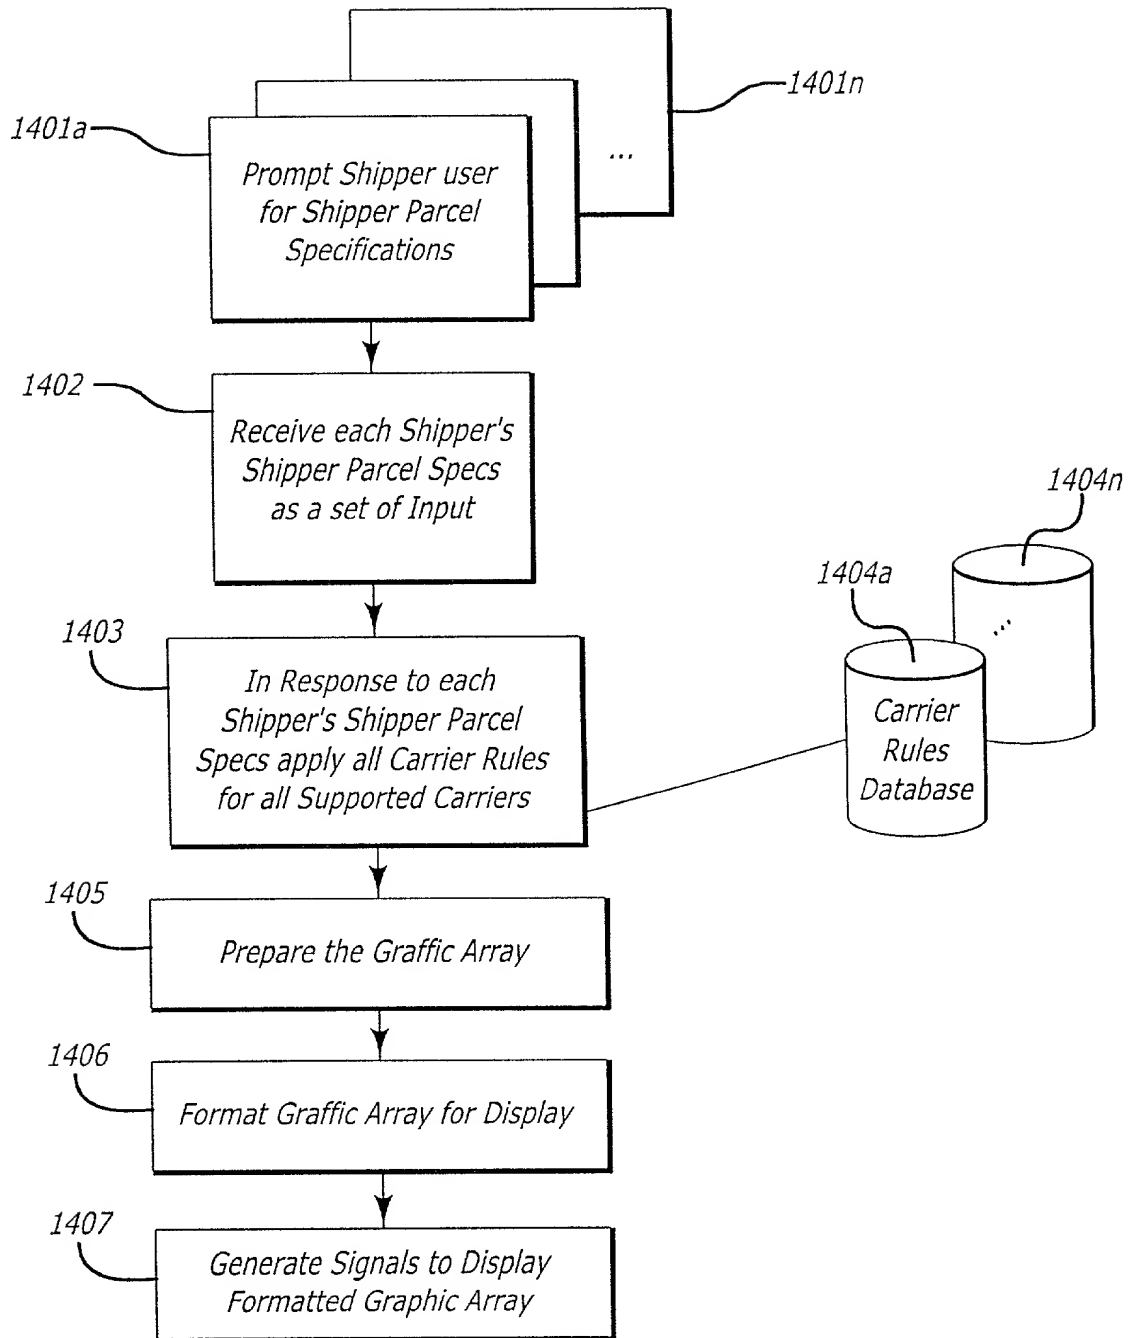 1401n
1401a
...
Prompt Shipper user
for Shipper Parcel
Specifications
1402
Receive each Shipper's
Shipper Parcel Specs
as a set of Input
1404n
1404a
...
Carrier
Rules
Database
1403
In Response to each
Shipper's Shipper Parcel
Specs apply all Carrier Rules
for all Supported Carriers
1405
Prepare the Graffic Array
1406
Format Graffic Array for Display
1407
Generate Signals to Display
Formatted Graphic Array